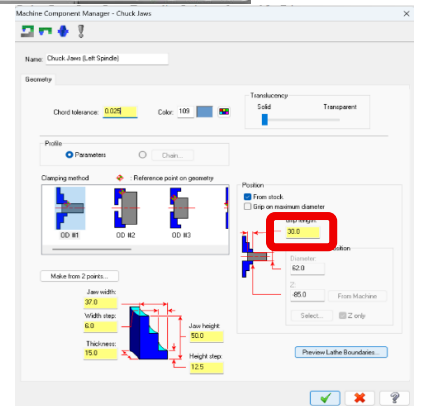 Machine Component Manager - Chuck Jaws
Name: Chuck Jaws (Left Spindle)
Geometry
Chord tolerance: 0.025
Color: 109
Translucency
Solid Transparent
Profile
Parameters
Chain...
Clamping method
: Reference point on geometry
OD #1
OD #2
OD #3
Position
From stock
Grip on maximum diameter
Grip length:
30.0
Diameter:
62.0
Z:
-85.0
From Machine
Select...
Z only
Make from 2 points...
Jaw width:
37.0
Width step:
6.0
Thickness:
15.0
Jaw height:
50.0
Height step:
12.5
Preview Lathe Boundaries...